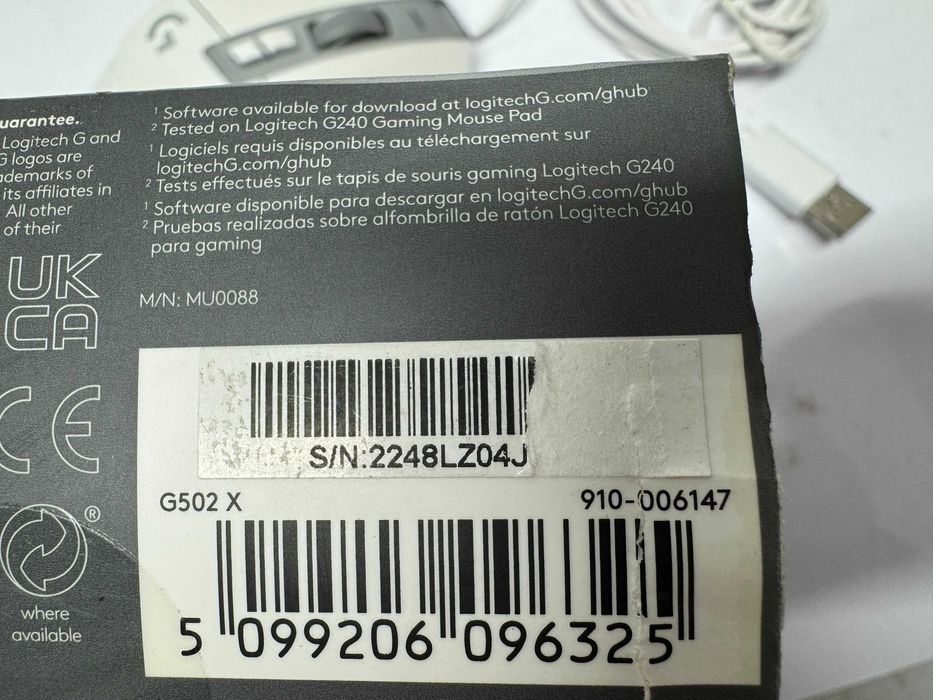 uarantee.
Logitech G and
G logos are
ademarks of
its affiliates in
All other
of their
¹ Software available for download at logitechG.com/ghub
² Tested on Logitech G240 Gaming Mouse Pad
¹ Logiciels requis disponibles au téléchargement sur
logitechG.com/ghub
² Tests effectués sur le tapis de souris gaming Logitech G240
¹ Software disponible para descargar en logitechG.com/ghub
² Pruebas realizadas sobre alfombrilla de ratón Logitech G240
para gaming
UK
CA
M/N: MU0088
CE
S/N:2248LZ04J
G502 X
910-006147
®
where
available
5 099206 096325